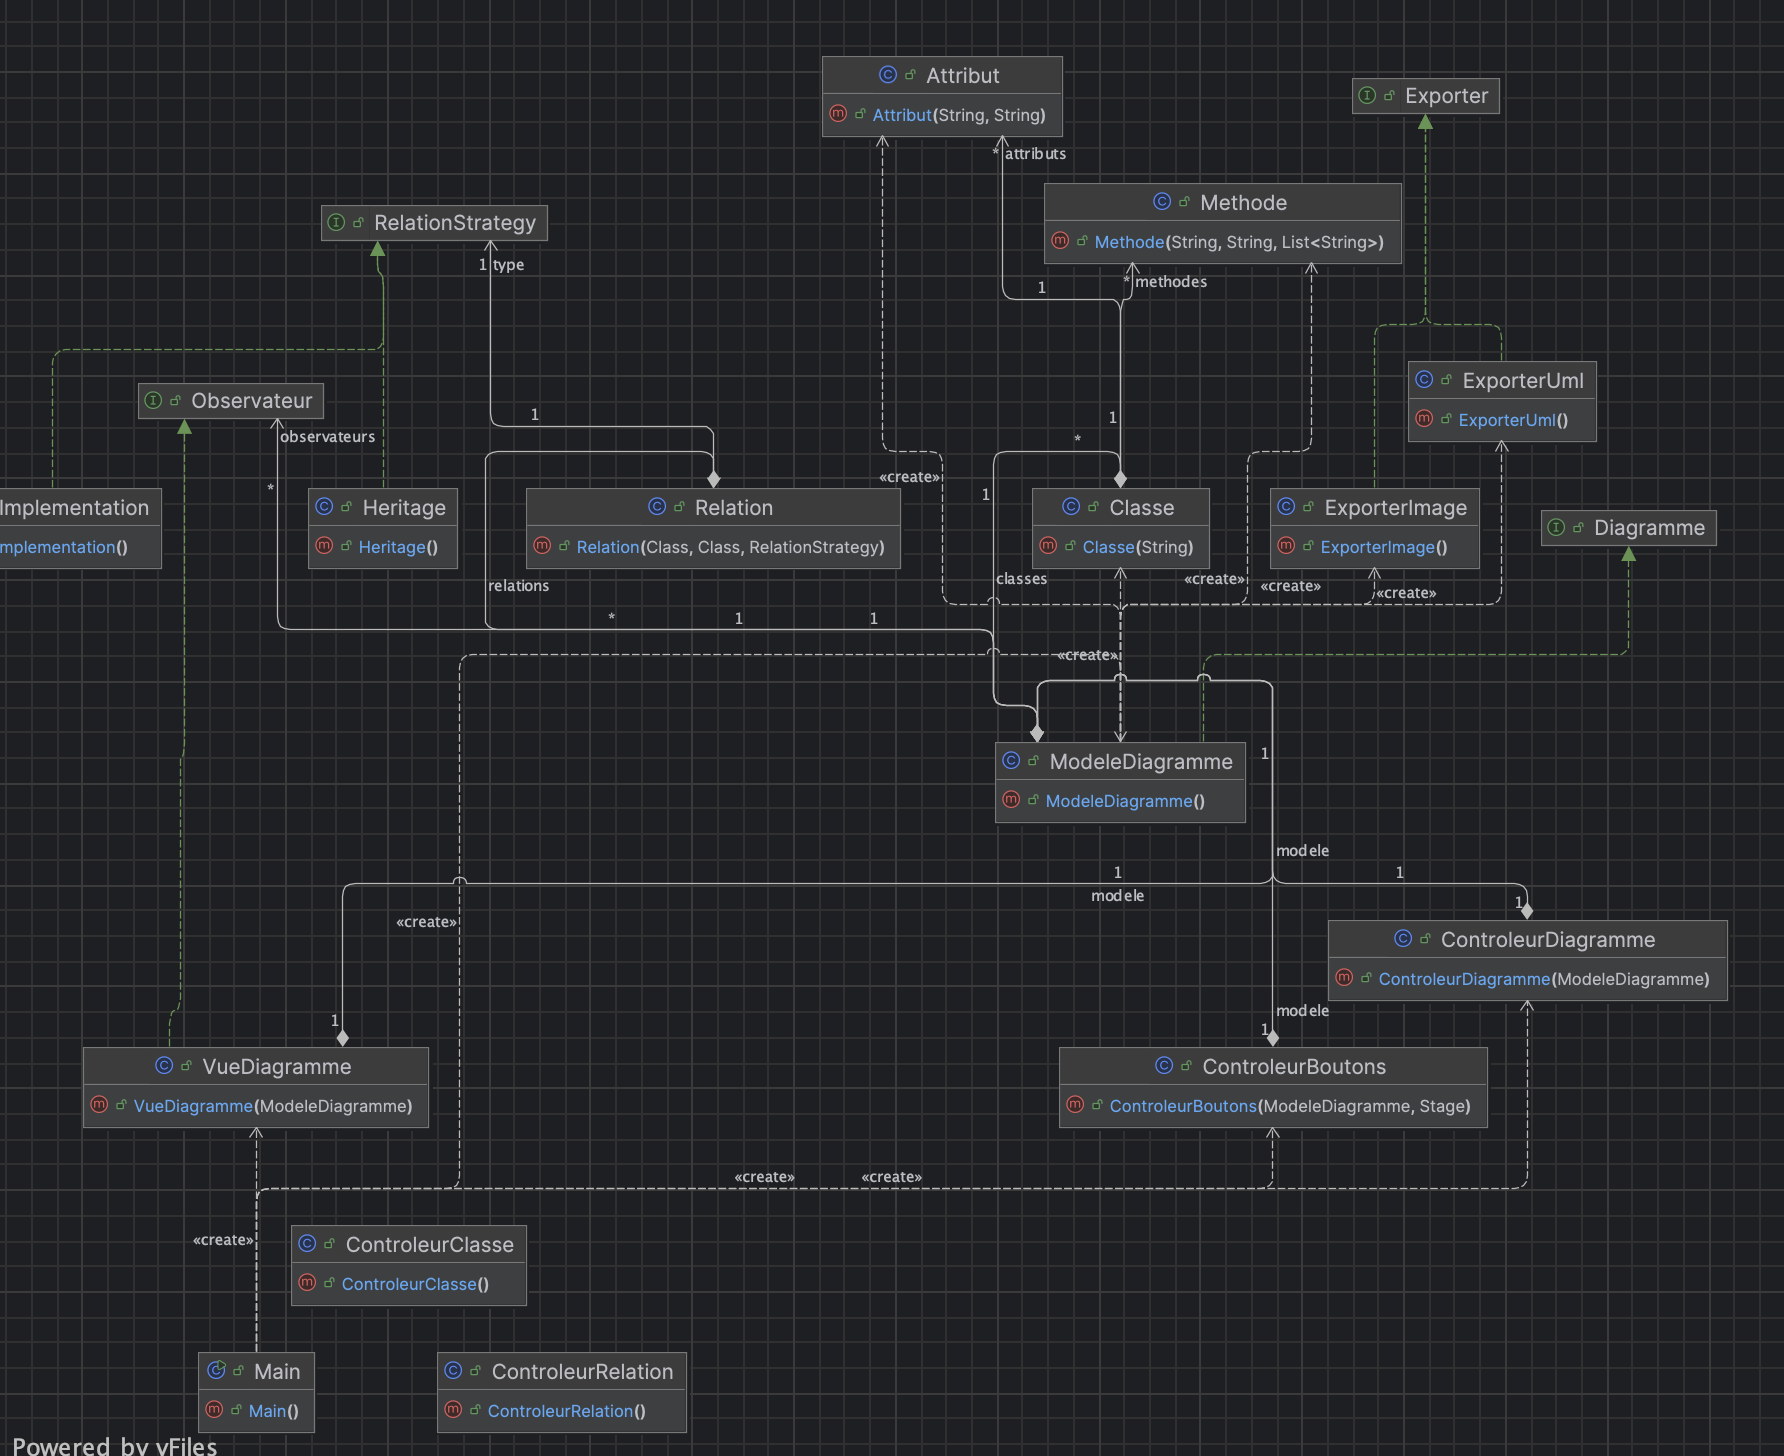 Attribut
Attribut(String, String)
* attributs
Exporter
Methode
Methode(String, String, List<String>)
* methodes
RelationStrategy
1 type
1
1
1
*
Observateur
observateurs
*
ExporterUml
ExporterUml()
«create»
1
Implementation
mplementation()
Heritage
Heritage()
Relation
Relation(Class, Class, RelationStrategy)
Classe
Classe(String)
ExporterImage
ExporterImage()
Diagramme
relations
classes
«create»
«create»
«create»
*
1
1
«create»
ModeleDiagramme
ModeleDiagramme()
1
modele
1
modele
1
1
«create»
ControleurDiagramme
ControleurDiagramme(ModeleDiagramme)
1
modele
1
VueDiagramme
VueDiagramme(ModeleDiagramme)
ControleurBoutons
ControleurBoutons(ModeleDiagramme, Stage)
«create»
«create»
«create»
ControleurClasse
ControleurClasse()
Main
Main()
ControleurRelation
ControleurRelation()
Powered by yFiles